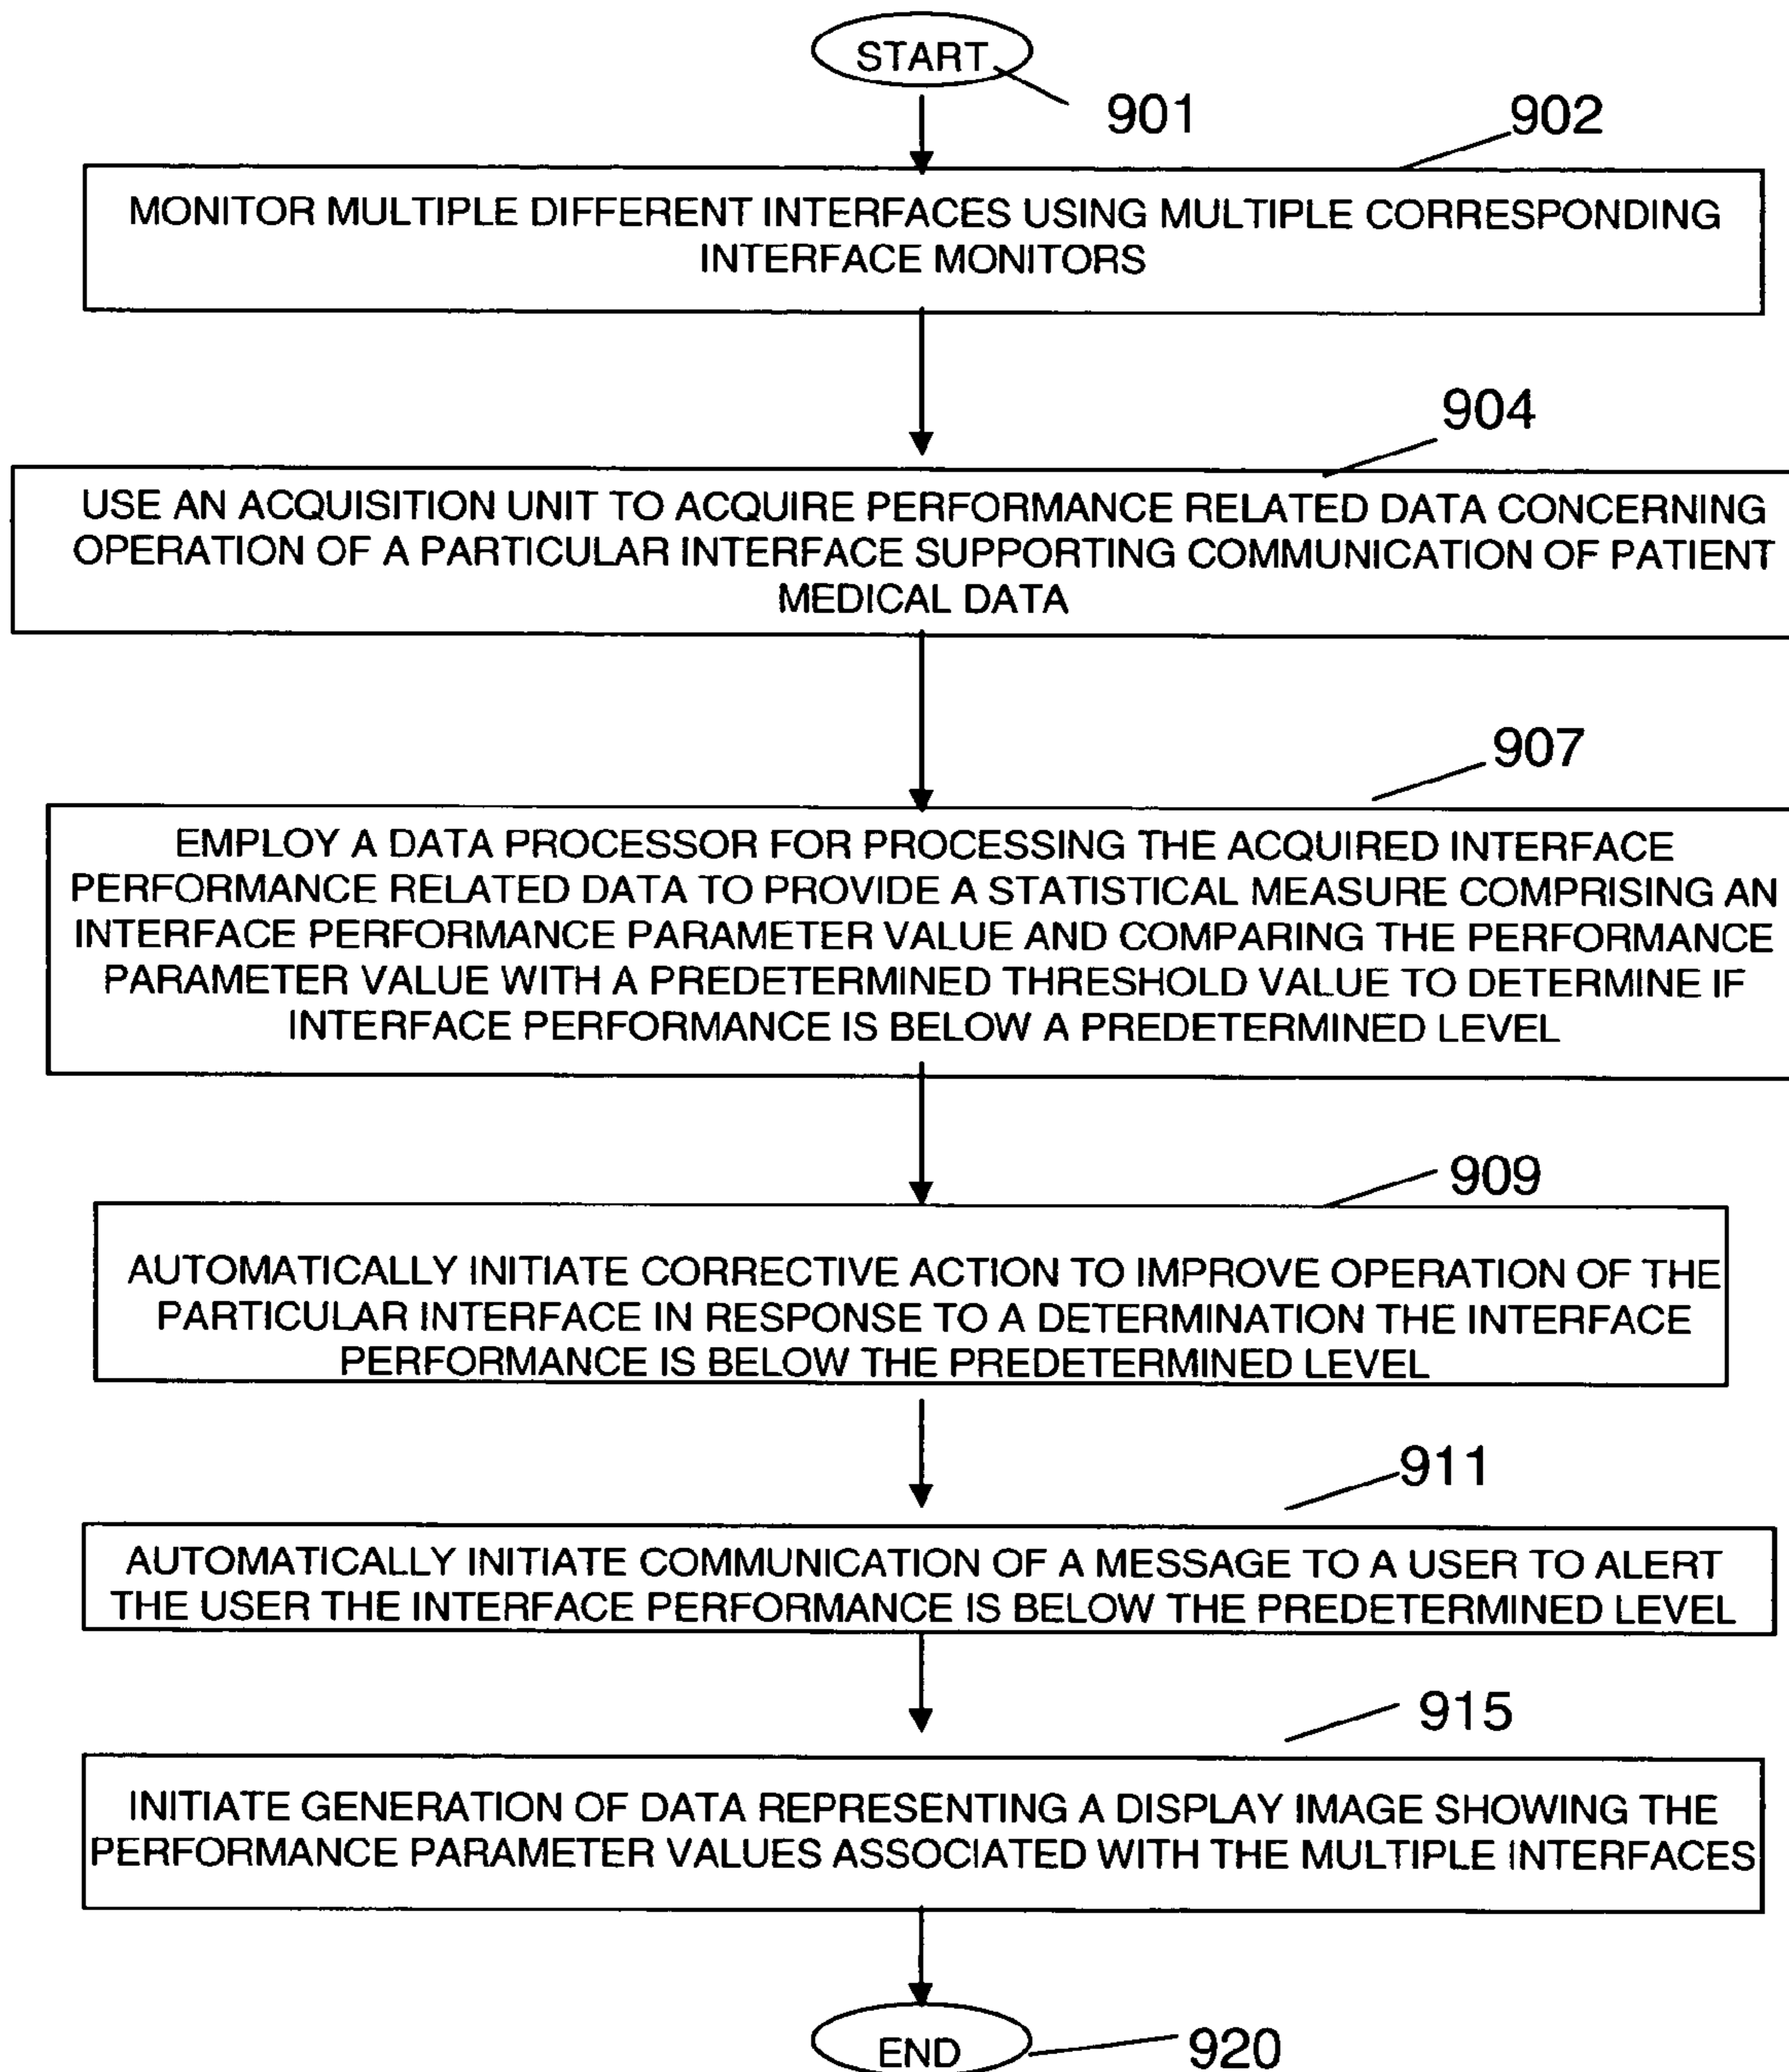 START
901
902
MONITOR MULTIPLE DIFFERENT INTERFACES USING MULTIPLE CORRESPONDING
INTERFACE MONITORS
904
USE AN ACQUISITION UNIT TO ACQUIRE PERFORMANCE RELATED DATA CONCERNING
OPERATION OF A PARTICULAR INTERFACE SUPPORTING COMMUNICATION OF PATIENT
MEDICAL DATA
907
EMPLOY A DATA PROCESSOR FOR PROCESSING THE ACQUIRED INTERFACE
PERFORMANCE RELATED DATA TO PROVIDE A STATISTICAL MEASURE COMPRISING AN
INTERFACE PERFORMANCE PARAMETER VALUE AND COMPARING THE PERFORMANCE
PARAMETER VALUE WITH A PREDETERMINED THRESHOLD VALUE TO DETERMINE IF
INTERFACE PERFORMANCE IS BELOW A PREDETERMINED LEVEL
909
AUTOMATICALLY INITIATE CORRECTIVE ACTION TO IMPROVE OPERATION OF THE
PARTICULAR INTERFACE IN RESPONSE TO A DETERMINATION THE INTERFACE
PERFORMANCE IS BELOW THE PREDETERMINED LEVEL
911
AUTOMATICALLY INITIATE COMMUNICATION OF A MESSAGE TO A USER TO ALERT
THE USER THE INTERFACE PERFORMANCE IS BELOW THE PREDETERMINED LEVEL
915
INITIATE GENERATION OF DATA REPRESENTING A DISPLAY IMAGE SHOWING THE
PERFORMANCE PARAMETER VALUES ASSOCIATED WITH THE MULTIPLE INTERFACES
END
920